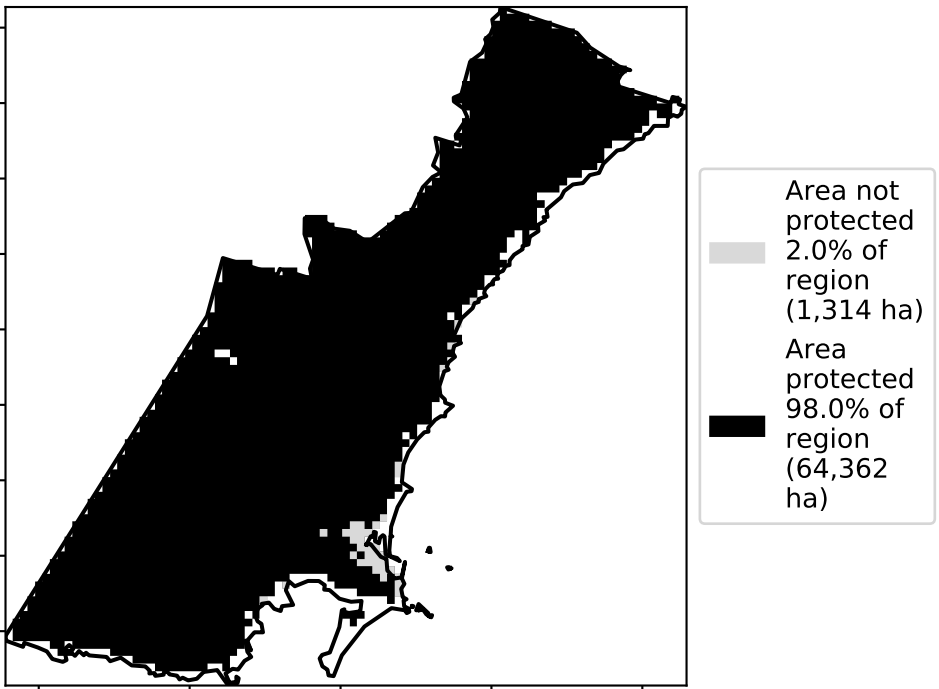 Area not
protected
2.0% of
region
(1,314 ha)
Area
protected
98.0% of
region
(64,362
ha)